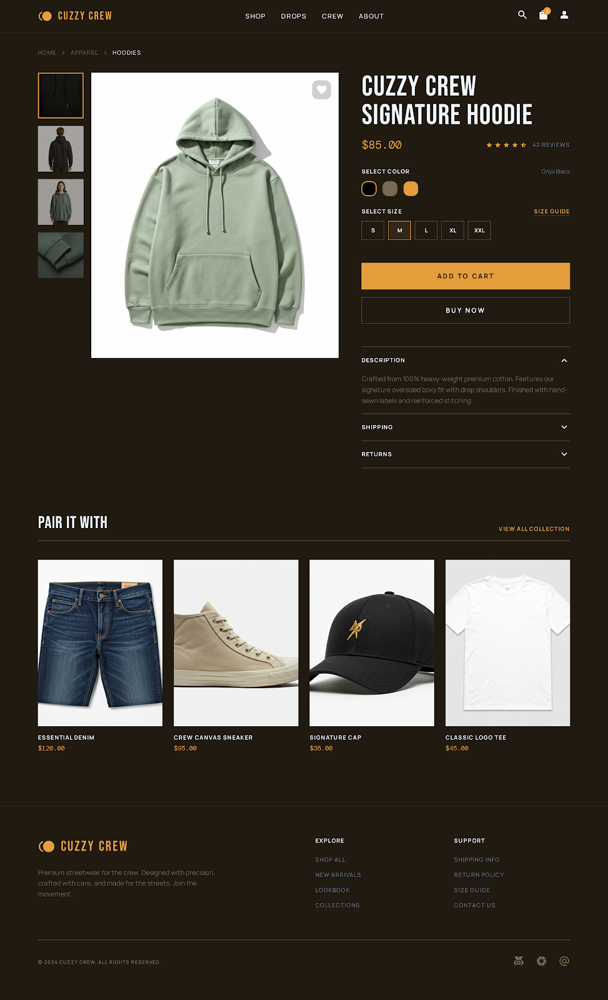 CUZZY CREW
SHOP DROPS CREW ABOUT
2
HOME > APPAREL > HOODIES
CUZZY CREW
SIGNATURE HOODIE
$85.00
42 REVIEWS
SELECT COLOR
Onyx Black
SELECT SIZE
SIZE GUIDE
S M L XL XXL
ADD TO CART
BUY NOW
DESCRIPTION
Crafted from 100% heavy-weight premium cotton. Features our
signature oversized boxy fit with drop shoulders. Finished with hand-
sewn labels and reinforced stitching.
SHIPPING
RETURNS
PAIR IT WITH
VIEW ALL COLLECTION
ESSENTIAL DENIM
$120.00
CREW CANVAS SNEAKER
$95.00
SIGNATURE CAP
$35.00
CLASSIC LOGO TEE
$45.00
CUZZY CREW
Premium streetwear for the crew. Designed with precision,
crafted with care, and made for the streets. Join the
movement.
EXPLORE
SHOP ALL
NEW ARRIVALS
LOOKBOOK
COLLECTIONS
SUPPORT
SHIPPING INFO
RETURN POLICY
SIZE GUIDE
CONTACT US
© 2024 CUZZY CREW. ALL RIGHTS RESERVED.